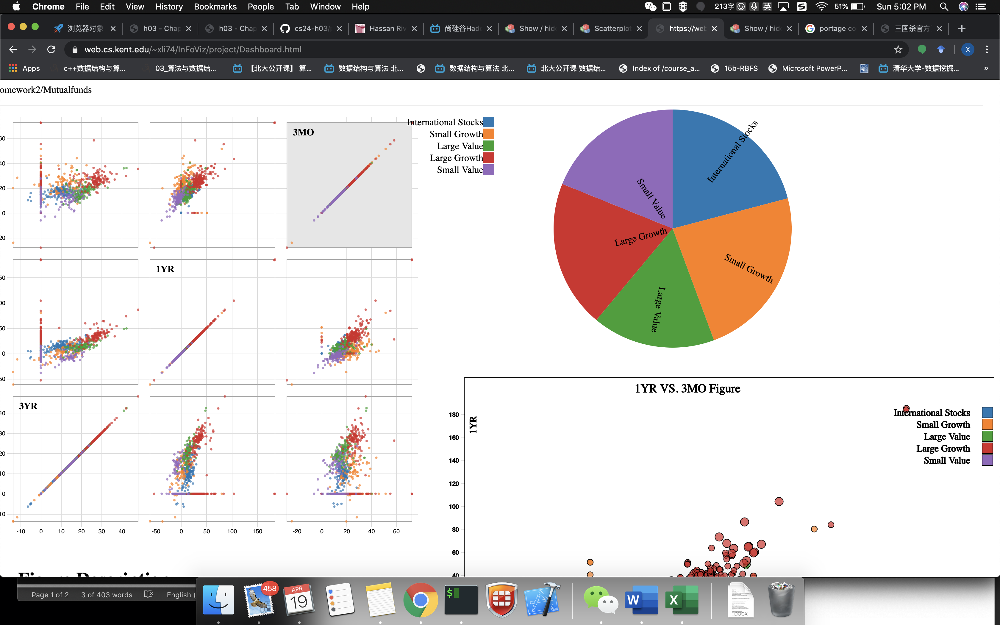 Chrome File Edit View History Bookmarks People Tab Window Help 213字 英 51% Sun 5:02 PM
浏览器对象 h03 - Chap h03 - Chap cs24-h03/ Hassan Riv 尚硅谷Had Show / hid Scatterplot https://web Show / hid portage co 三国杀官方
web.cs.kent.edu/~xli74/InFoViz/project/Dashboard.html X
Apps c++数据结构与算... 03_算法与数据结... 【北大公开课】 算... 数据结构与算法 北... 数据结构与算法 北... 北大公开课 数据结... Index of /course_a... 15b-RBFS Microsoft PowerP... 清华大学-数据挖掘... »
omework2/Mutualfunds
3MO
60
40
20
0
20
International Stocks
Small Growth
Large Value
Large Growth
Small Value
International Stocks
Small Growth
Large Value
Large Growth
Small Value
1YR
50
00
50
0
50
3YR
40
30
20
10
0
10
-10 0 10 20 30 40 -50 0 50 100 150 -20 0 20 40 60
1YR VS. 3MO Figure
1YR
180
160
140
120
100
80
60
40
International Stocks
Small Growth
Large Value
Large Growth
Small Value
Page 1 of 2 3 of 403 words English (
458
APR
19
$
W
X
DOCX